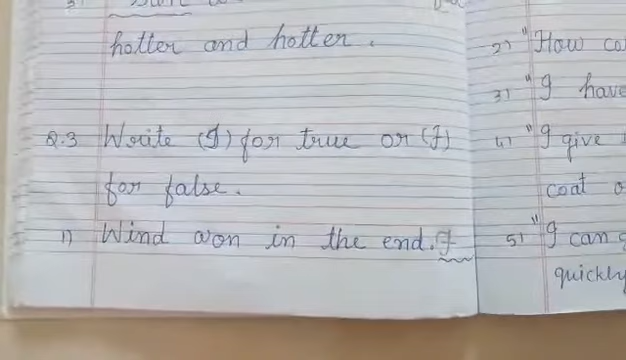 hotter and hotter.
Q.3 Write (T) for true or (F)
for false.
1) Wind won in the end. F
2) "How
3) "I have
4) "I give
coat
5) "I can
quickly